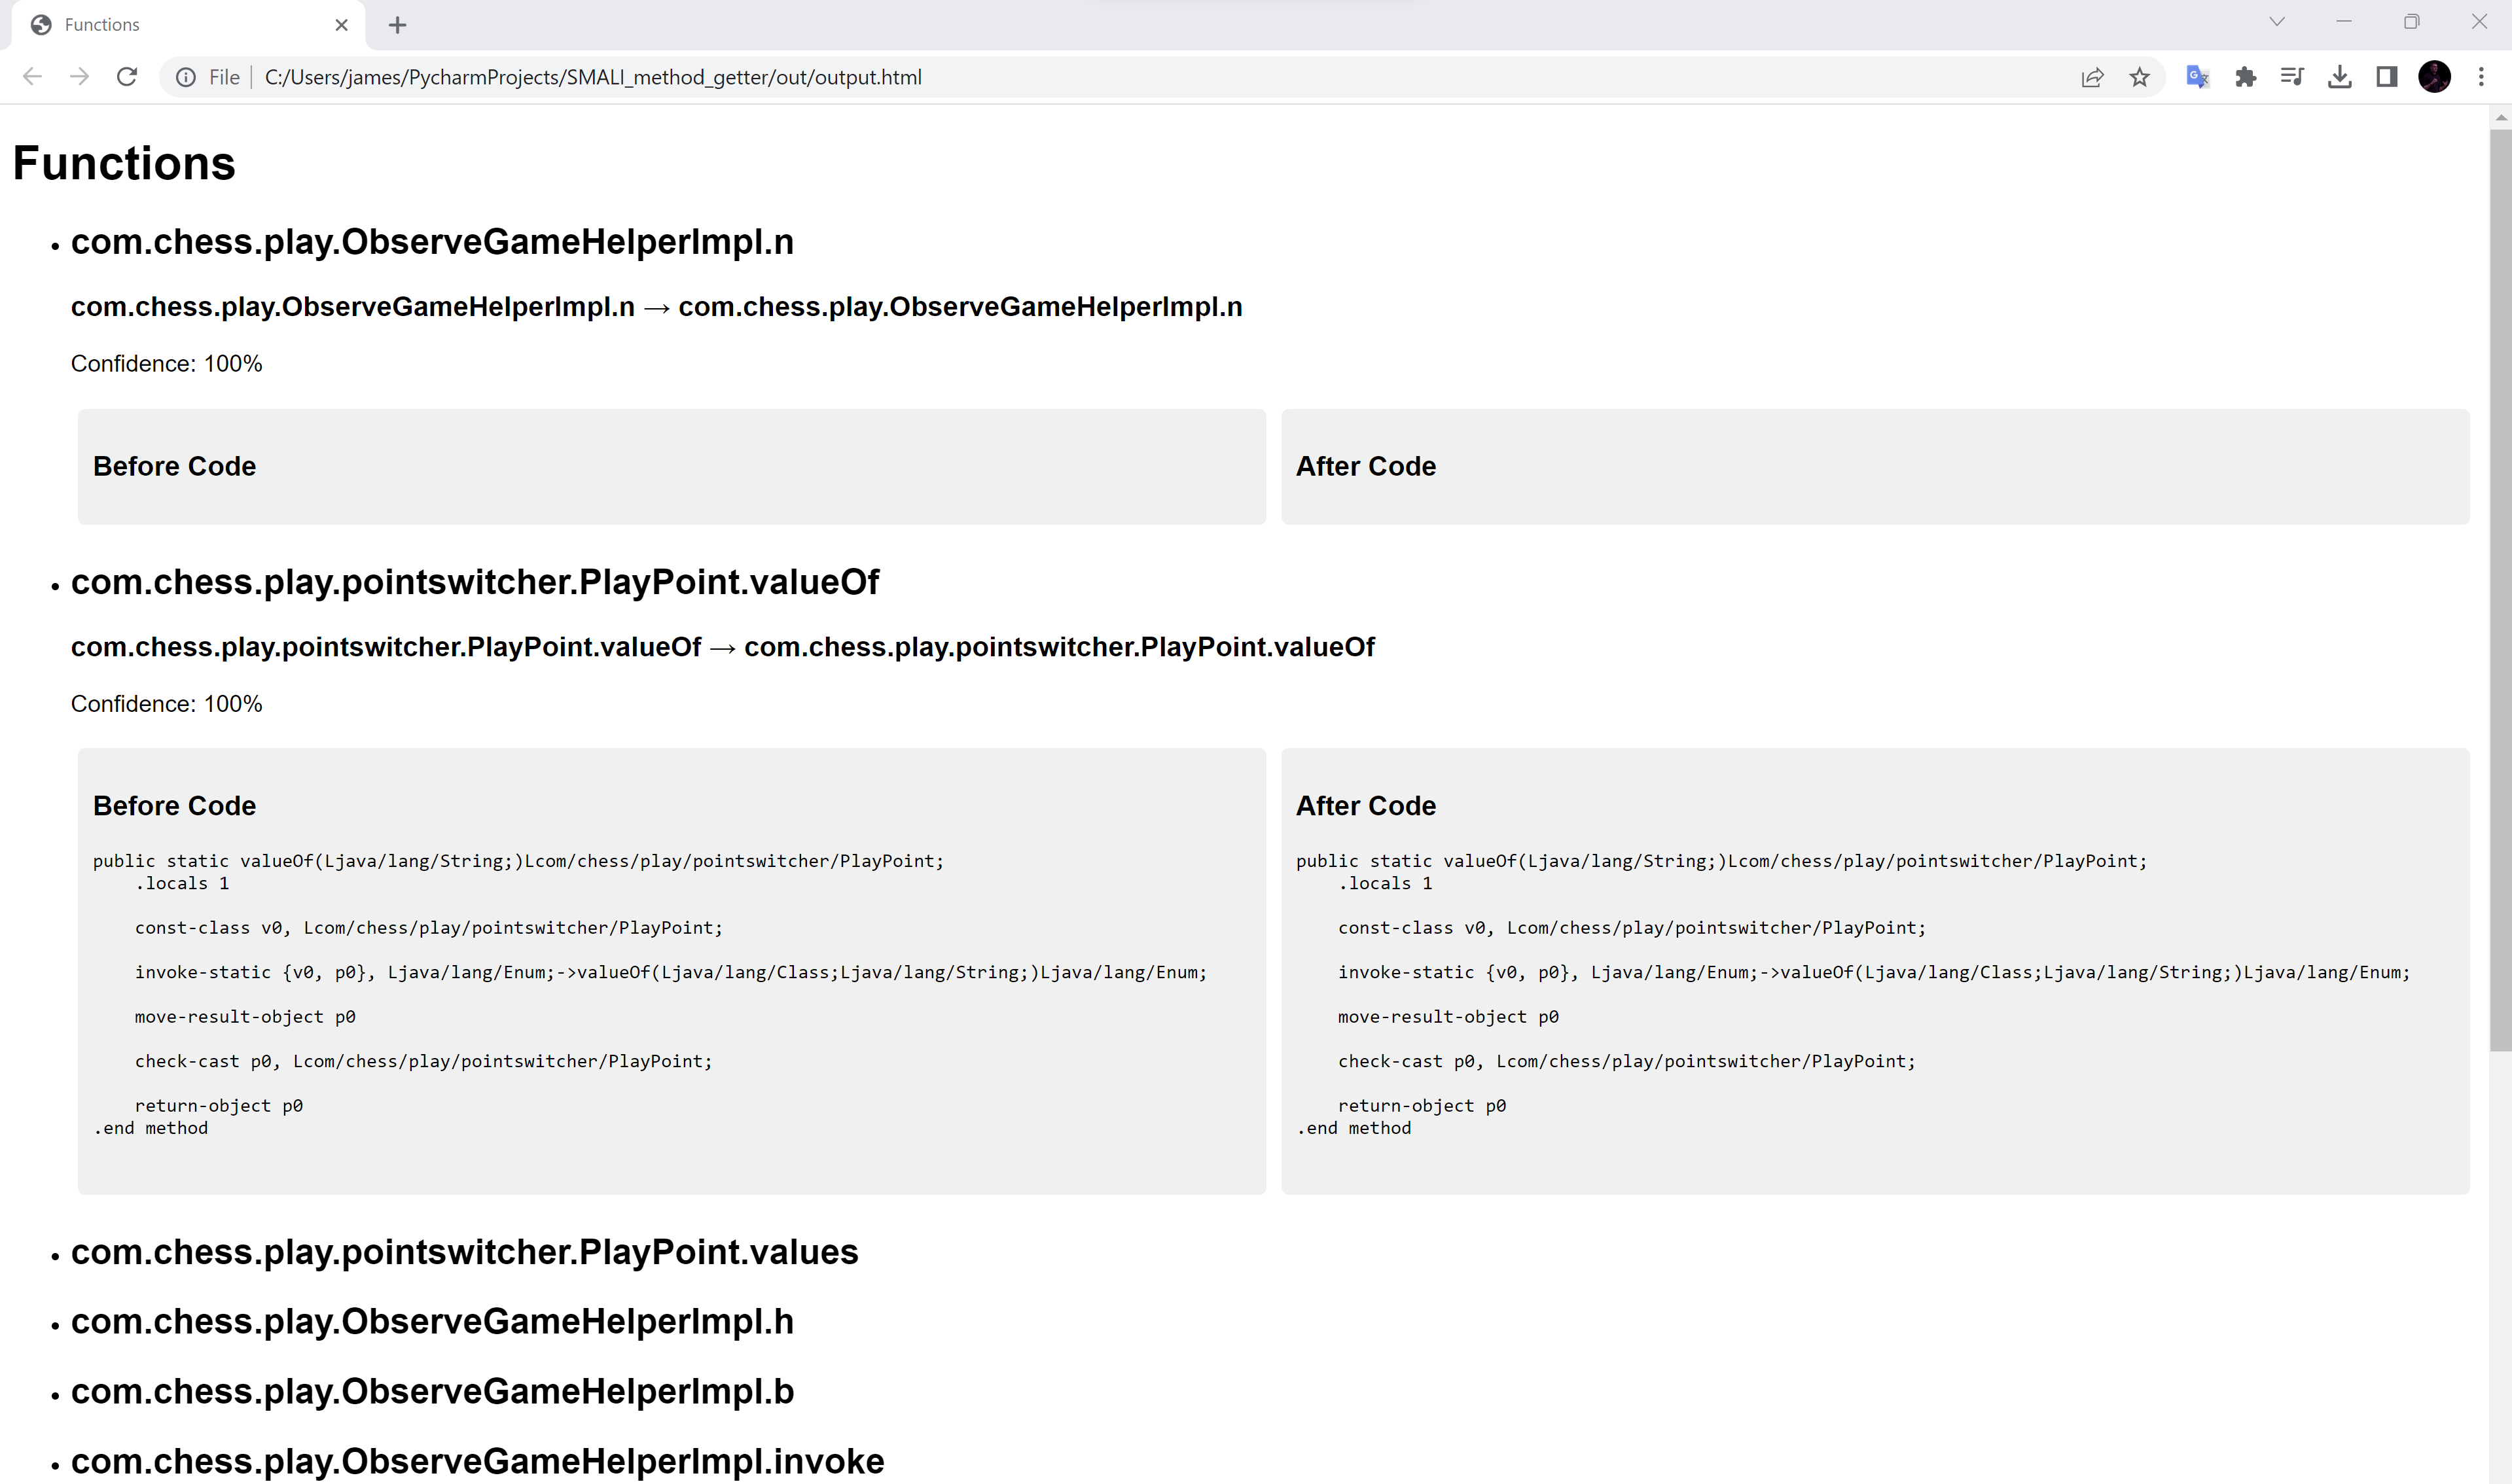 Functions
File
C:/Users/james/PycharmProjects/SMALI_method_getter/out/output.html
Functions
com.chess.play.ObserveGameHelperImpl.n
com.chess.play.ObserveGameHelperImpl.n → com.chess.play.ObserveGameHelperImpl.n
Confidence: 100%
Before Code
After Code
com.chess.play.pointswitcher.PlayPoint.valueOf
com.chess.play.pointswitcher.PlayPoint.valueOf → com.chess.play.pointswitcher.PlayPoint.valueOf
Confidence: 100%
Before Code
public static valueOf(Ljava/lang/String;)Lcom/chess/play/pointswitcher/PlayPoint;
    .locals 1
    const-class v0, Lcom/chess/play/pointswitcher/PlayPoint;
    invoke-static {v0, p0}, Ljava/lang/Enum;->valueOf(Ljava/lang/Class;Ljava/lang/String;)Ljava/lang/Enum;
    move-result-object p0
    check-cast p0, Lcom/chess/play/pointswitcher/PlayPoint;
    return-object p0
.end method
After Code
public static valueOf(Ljava/lang/String;)Lcom/chess/play/pointswitcher/PlayPoint;
    .locals 1
    const-class v0, Lcom/chess/play/pointswitcher/PlayPoint;
    invoke-static {v0, p0}, Ljava/lang/Enum;->valueOf(Ljava/lang/Class;Ljava/lang/String;)Ljava/lang/Enum;
    move-result-object p0
    check-cast p0, Lcom/chess/play/pointswitcher/PlayPoint;
    return-object p0
.end method
com.chess.play.pointswitcher.PlayPoint.values
com.chess.play.ObserveGameHelperImpl.h
com.chess.play.ObserveGameHelperImpl.b
com.chess.play.ObserveGameHelperImpl.invoke